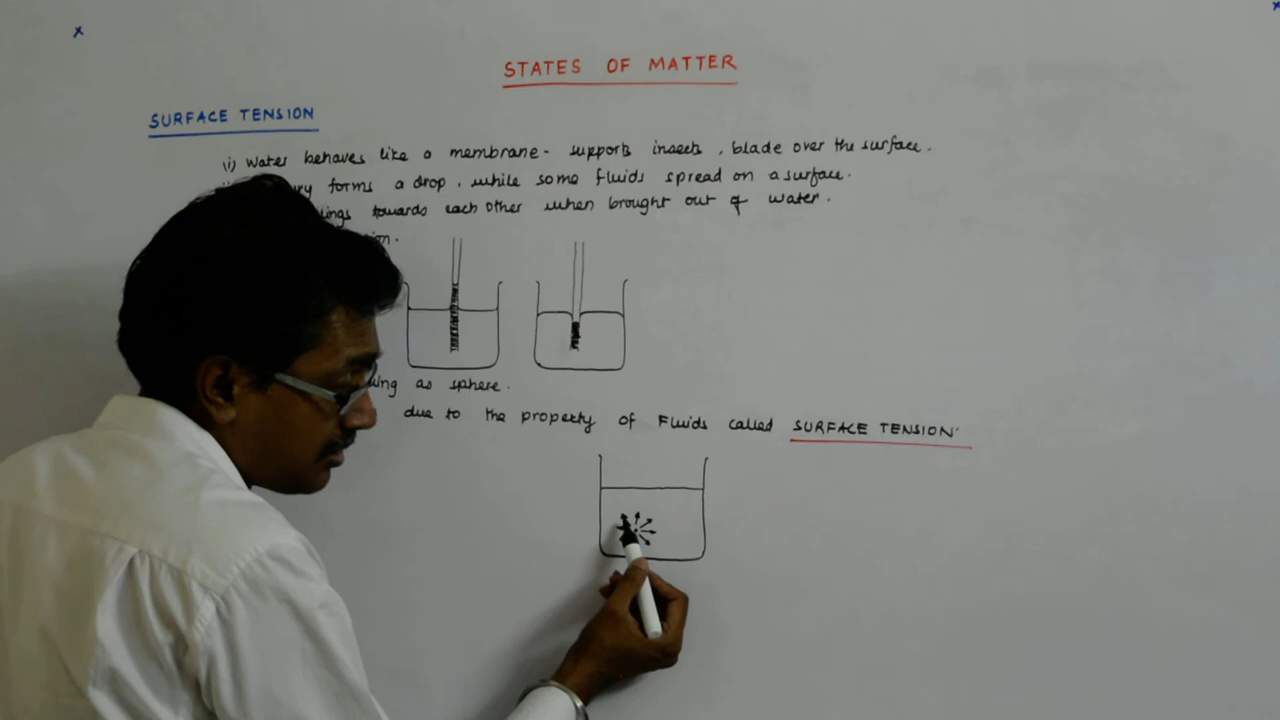 STATES OF MATTER
SURFACE TENSION
(i) Water behaves like a membrane - supports insects, blade over the surface.
forms a drop, while some fluids spread on a surface.
towards each other when brought out of water.
as sphere.
due to the property of Fluids called SURFACE TENSION.